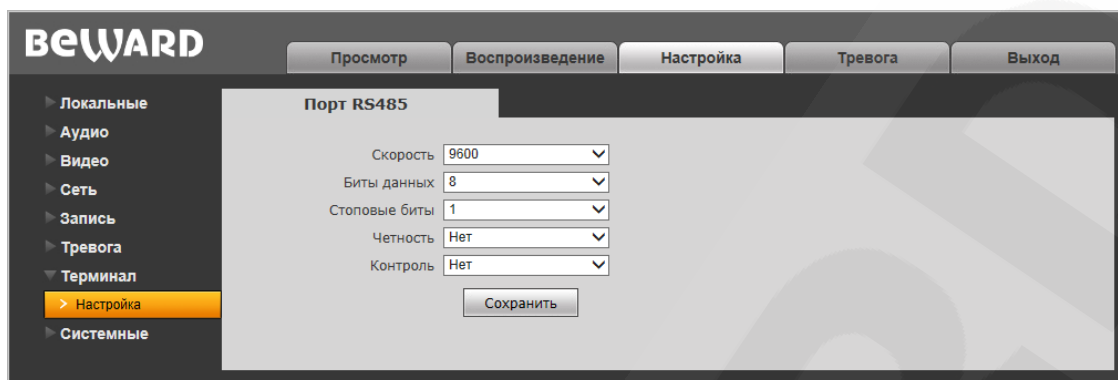 BEWARD
Просмотр Воспроизведение Настройка Тревога Выход
Локальные
Аудио
Видео
Сеть
Запись
Тревога
Терминал
> Настройка
Системные
Порт RS485
Скорость 9600
Биты данных 8
Стоповые биты 1
Четность Нет
Контроль Нет
Сохранить